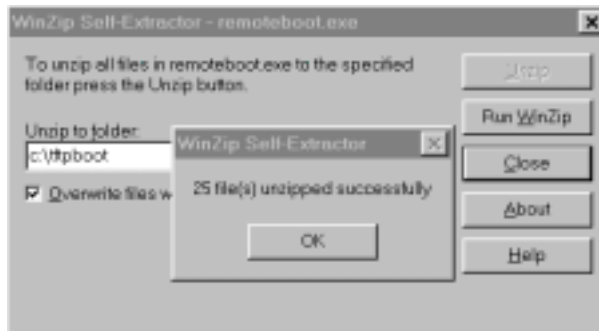 WinZip Self-Extractor - remoteboot.exe
To unzip all files in remoteboot.exe to the specified
folder press the Unzip button.
Unzip to folder:
c:\tftpboot
Overwrite files w
Unzip
Run WinZip
Close
About
Help
WinZip Self-Extractor
25 file(s) unzipped successfully
OK